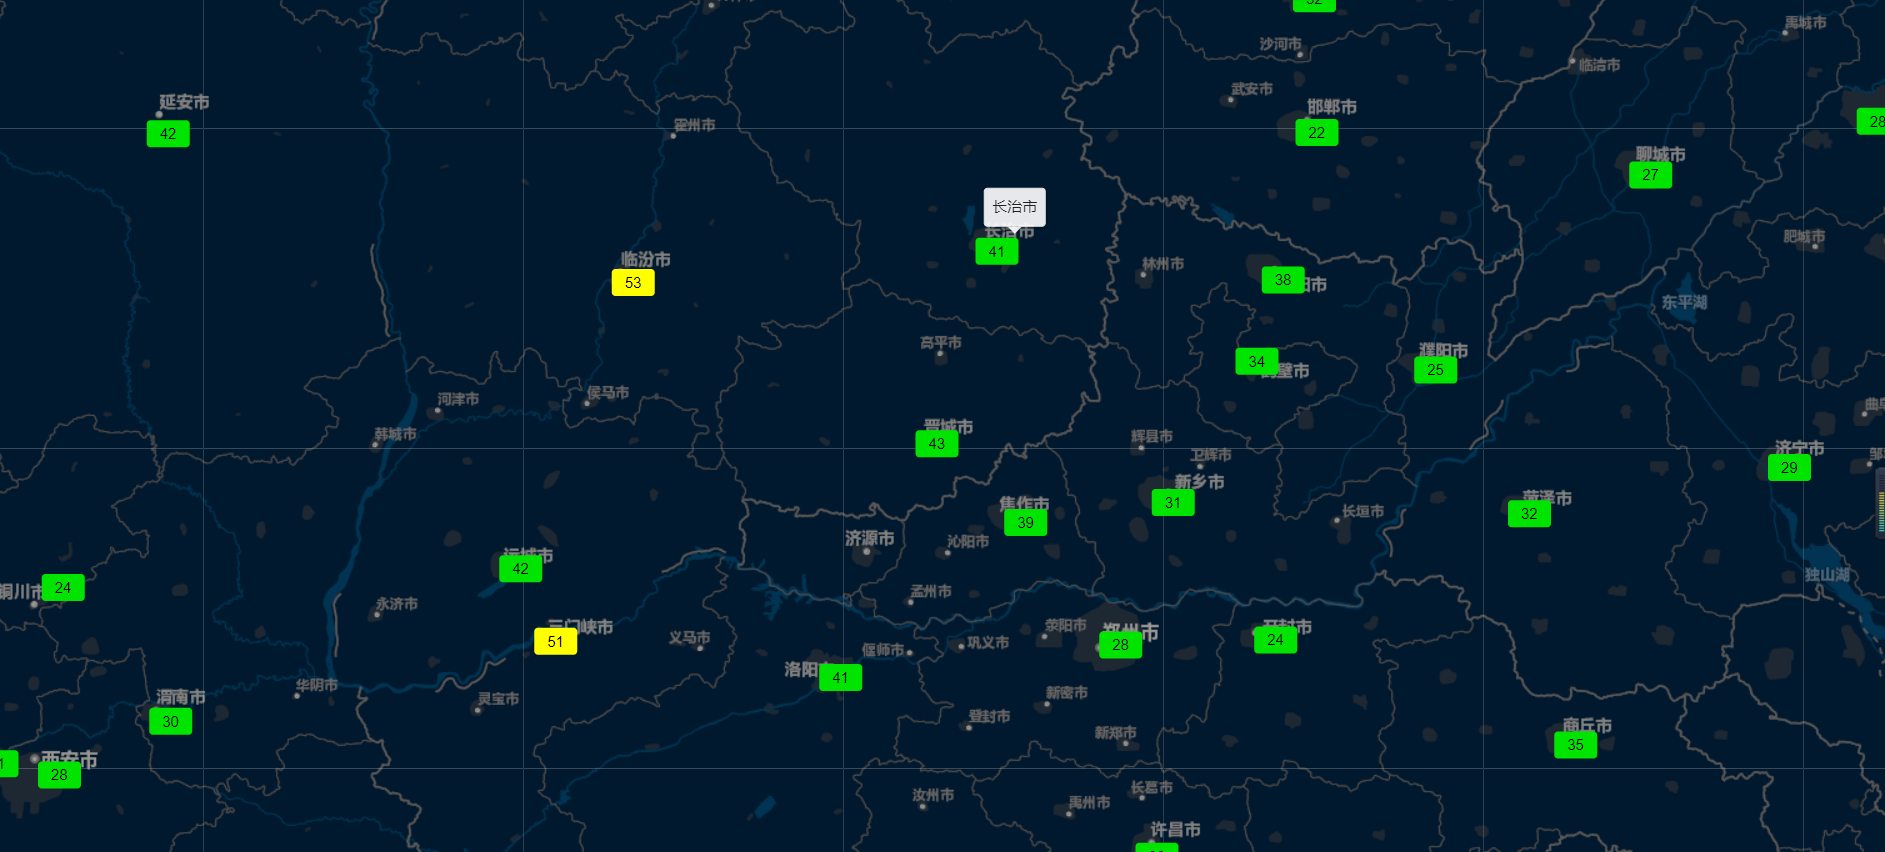 禹城市
沙河市
临清市
武安市
延安市
42
邯郸市
22
28
霍州市
聊城市
27
长治市
长治市
41
肥城市
临汾市
53
林州市
38
阳市
东平湖
高平市
34
鹤壁市
濮阳市
25
侯马市
河津市
韩城市
晋城市
43
辉县市
卫辉市
济宁市
29
新乡市
31
焦作市
39
菏泽市
32
长垣市
济源市
沁阳市
运城市
42
独山湖
铜川市
24
孟州市
永济市
三门峡市
51
义马市
荥阳市
郑州市
28
开封市
24
偃师市
巩义市
洛阳
41
华阴市
渭南市
30
灵宝市
新密市
登封市
新郑市
商丘市
35
西安市
28
汝州市
禹州市
长葛市
许昌市